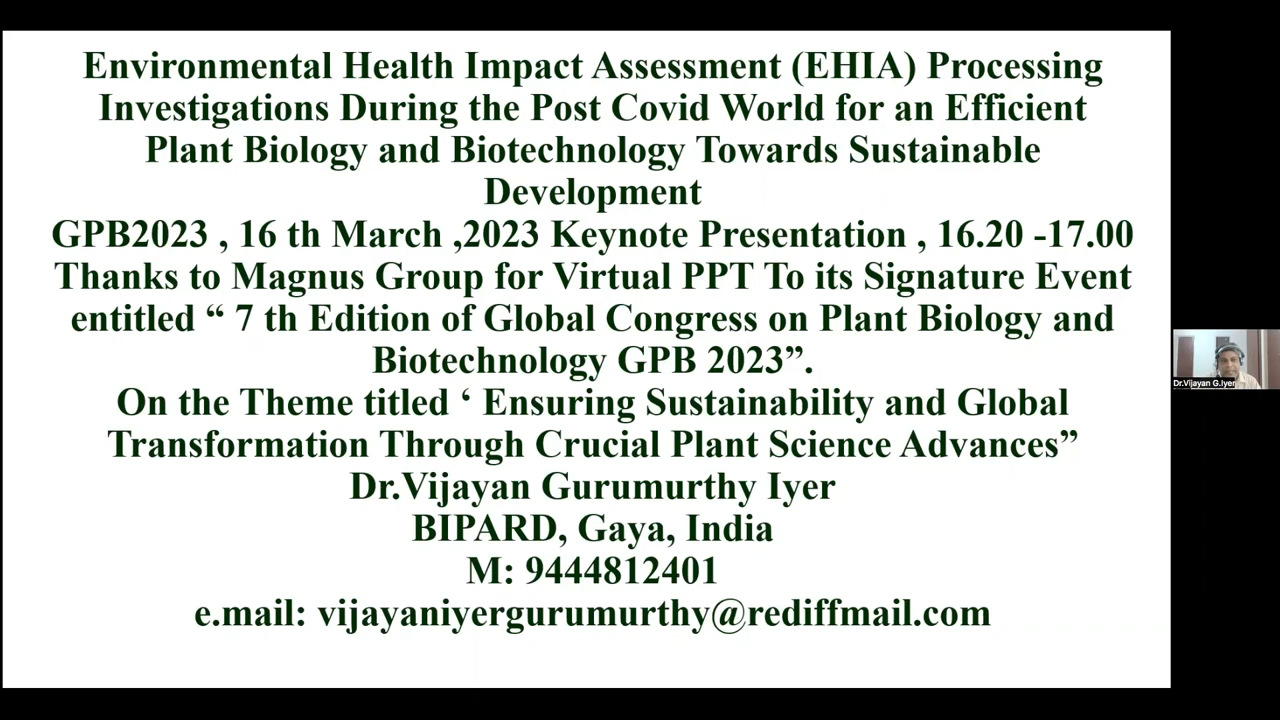 Environmental Health Impact Assessment (EHIA) Processing
Investigations During the Post Covid World for an Efficient
Plant Biology and Biotechnology Towards Sustainable
Development
GPB2023 , 16 th March ,2023 Keynote Presentation , 16.20 -17.00
Thanks to Magnus Group for Virtual PPT To its Signature Event
entitled “ 7 th Edition of Global Congress on Plant Biology and
Biotechnology GPB 2023”.
On the Theme titled ‘ Ensuring Sustainability and Global
Transformation Through Crucial Plant Science Advances”
Dr.Vijayan Gurumurthy Iyer
BIPARD, Gaya, India
M: 9444812401
e.mail: vijayaniyergurumurthy@rediffmail.com
Dr.Vijayan G.Iyer